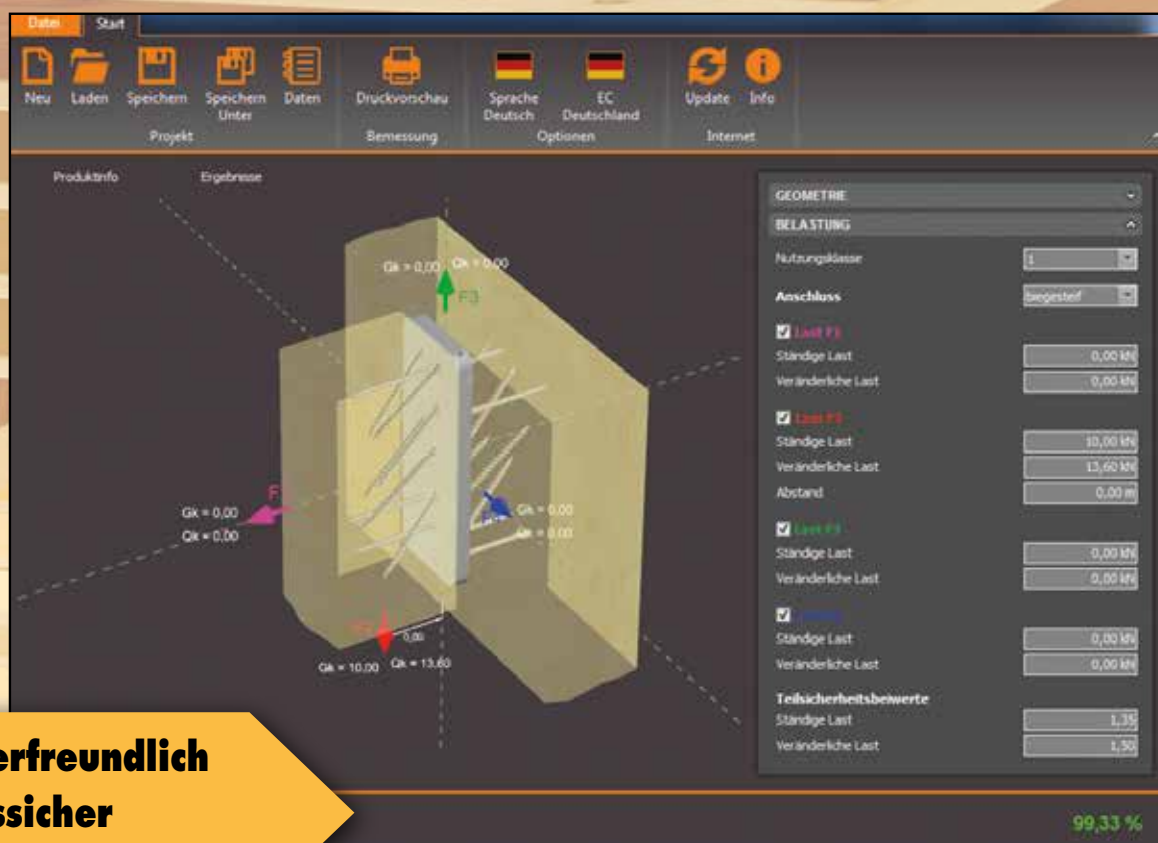 Datei Start
Neu Laden Speichern Speichern Unter Daten Druckvorschau Sprache Deutsch EC Deutschland Update Info
Projekt Bemessung Optionen Internet
Produktinfo Ergebnisse
Gk = 0,00 Qk = 0,00
F3
Gk = 0,00
Qk = 0,00
Gk = 0,00
Qk = 0,00
0,00
Gk = 10,00 Qk = 13,60
GEOMETRIE
BELASTUNG
Nutzungsklasse 1
Anschluss biegesteif
Last F1
Ständige Last 0,00 kN
Veränderliche Last 0,00 kN
Last
Ständige Last 10,00 kN
Veränderliche Last 13,60 kN
Abstand 0,00 m
Last F3
Ständige Last 0,00 kN
Veränderliche Last 0,00 kN
Ständige Last 0,00 kN
Veränderliche Last 0,00 kN
Teilsicherheitsbeiwerte
Ständige Last 1,35
Veränderliche Last 1,50
erfreundlich
ssicher
99,33 %